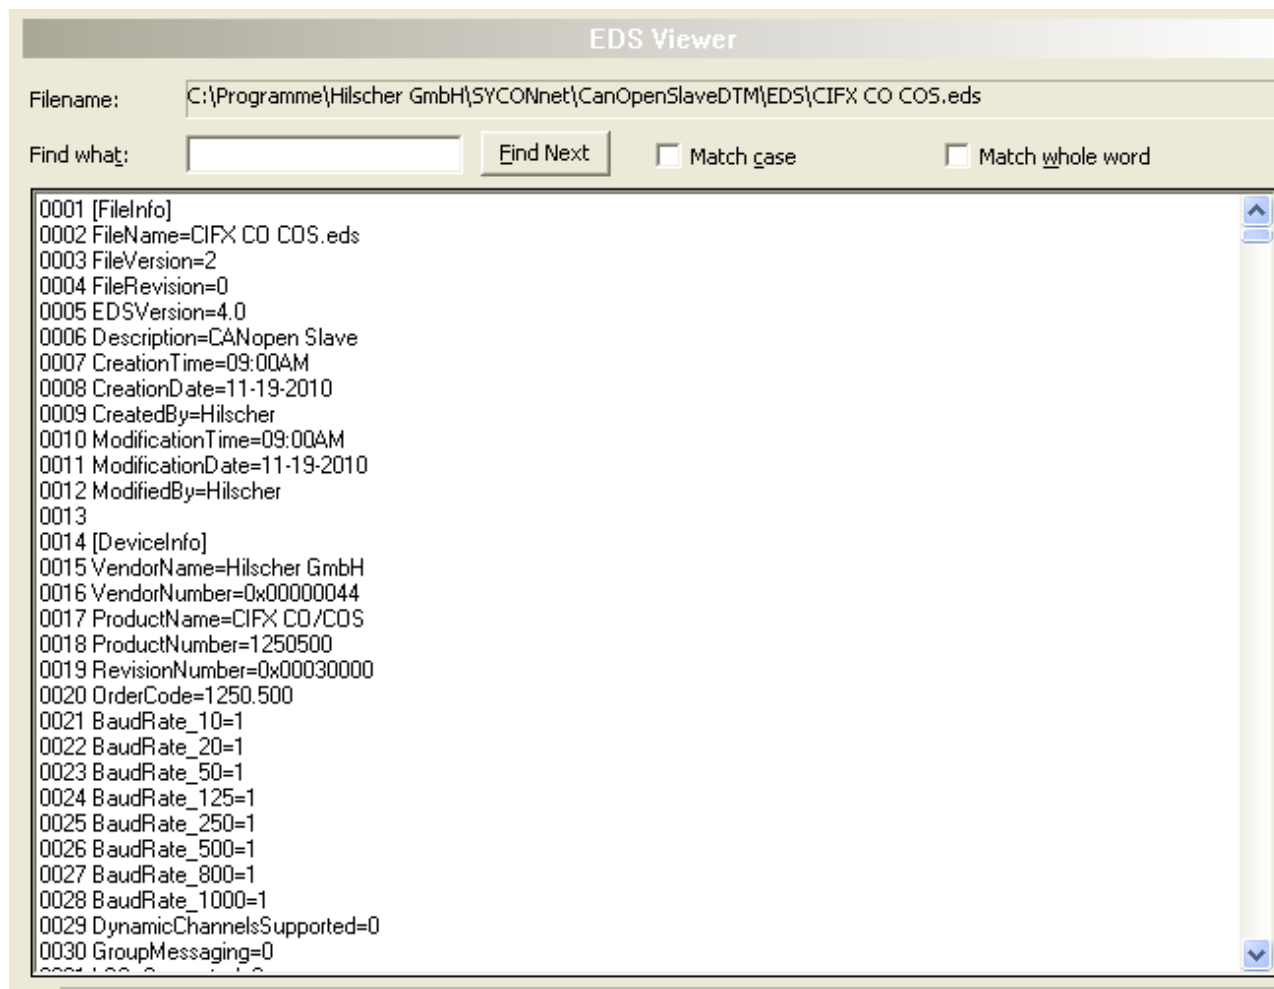 EDS Viewer
Filename: C:\Programme\Hilscher GmbH\SYCONnet\CanOpenSlaveDTM\EDS\CIFX CO COS.eds
Find what: Find Next Match case Match whole word
0001 [FileInfo]
0002 FileName=CIFX CO COS.eds
0003 FileVersion=2
0004 FileRevision=0
0005 EDSVersion=4.0
0006 Description=CANopen Slave
0007 CreationTime=09:00AM
0008 CreationDate=11-19-2010
0009 CreatedBy=Hilscher
0010 ModificationTime=09:00AM
0011 ModificationDate=11-19-2010
0012 ModifiedBy=Hilscher
0013
0014 [DeviceInfo]
0015 VendorName=Hilscher GmbH
0016 VendorNumber=0x00000044
0017 ProductName=CIFX CO/COS
0018 ProductNumber=1250500
0019 RevisionNumber=0x00030000
0020 OrderCode=1250.500
0021 BaudRate_10=1
0022 BaudRate_20=1
0023 BaudRate_50=1
0024 BaudRate_125=1
0025 BaudRate_250=1
0026 BaudRate_500=1
0027 BaudRate_800=1
0028 BaudRate_1000=1
0029 DynamicChannelsSupported=0
0030 GroupMessaging=0